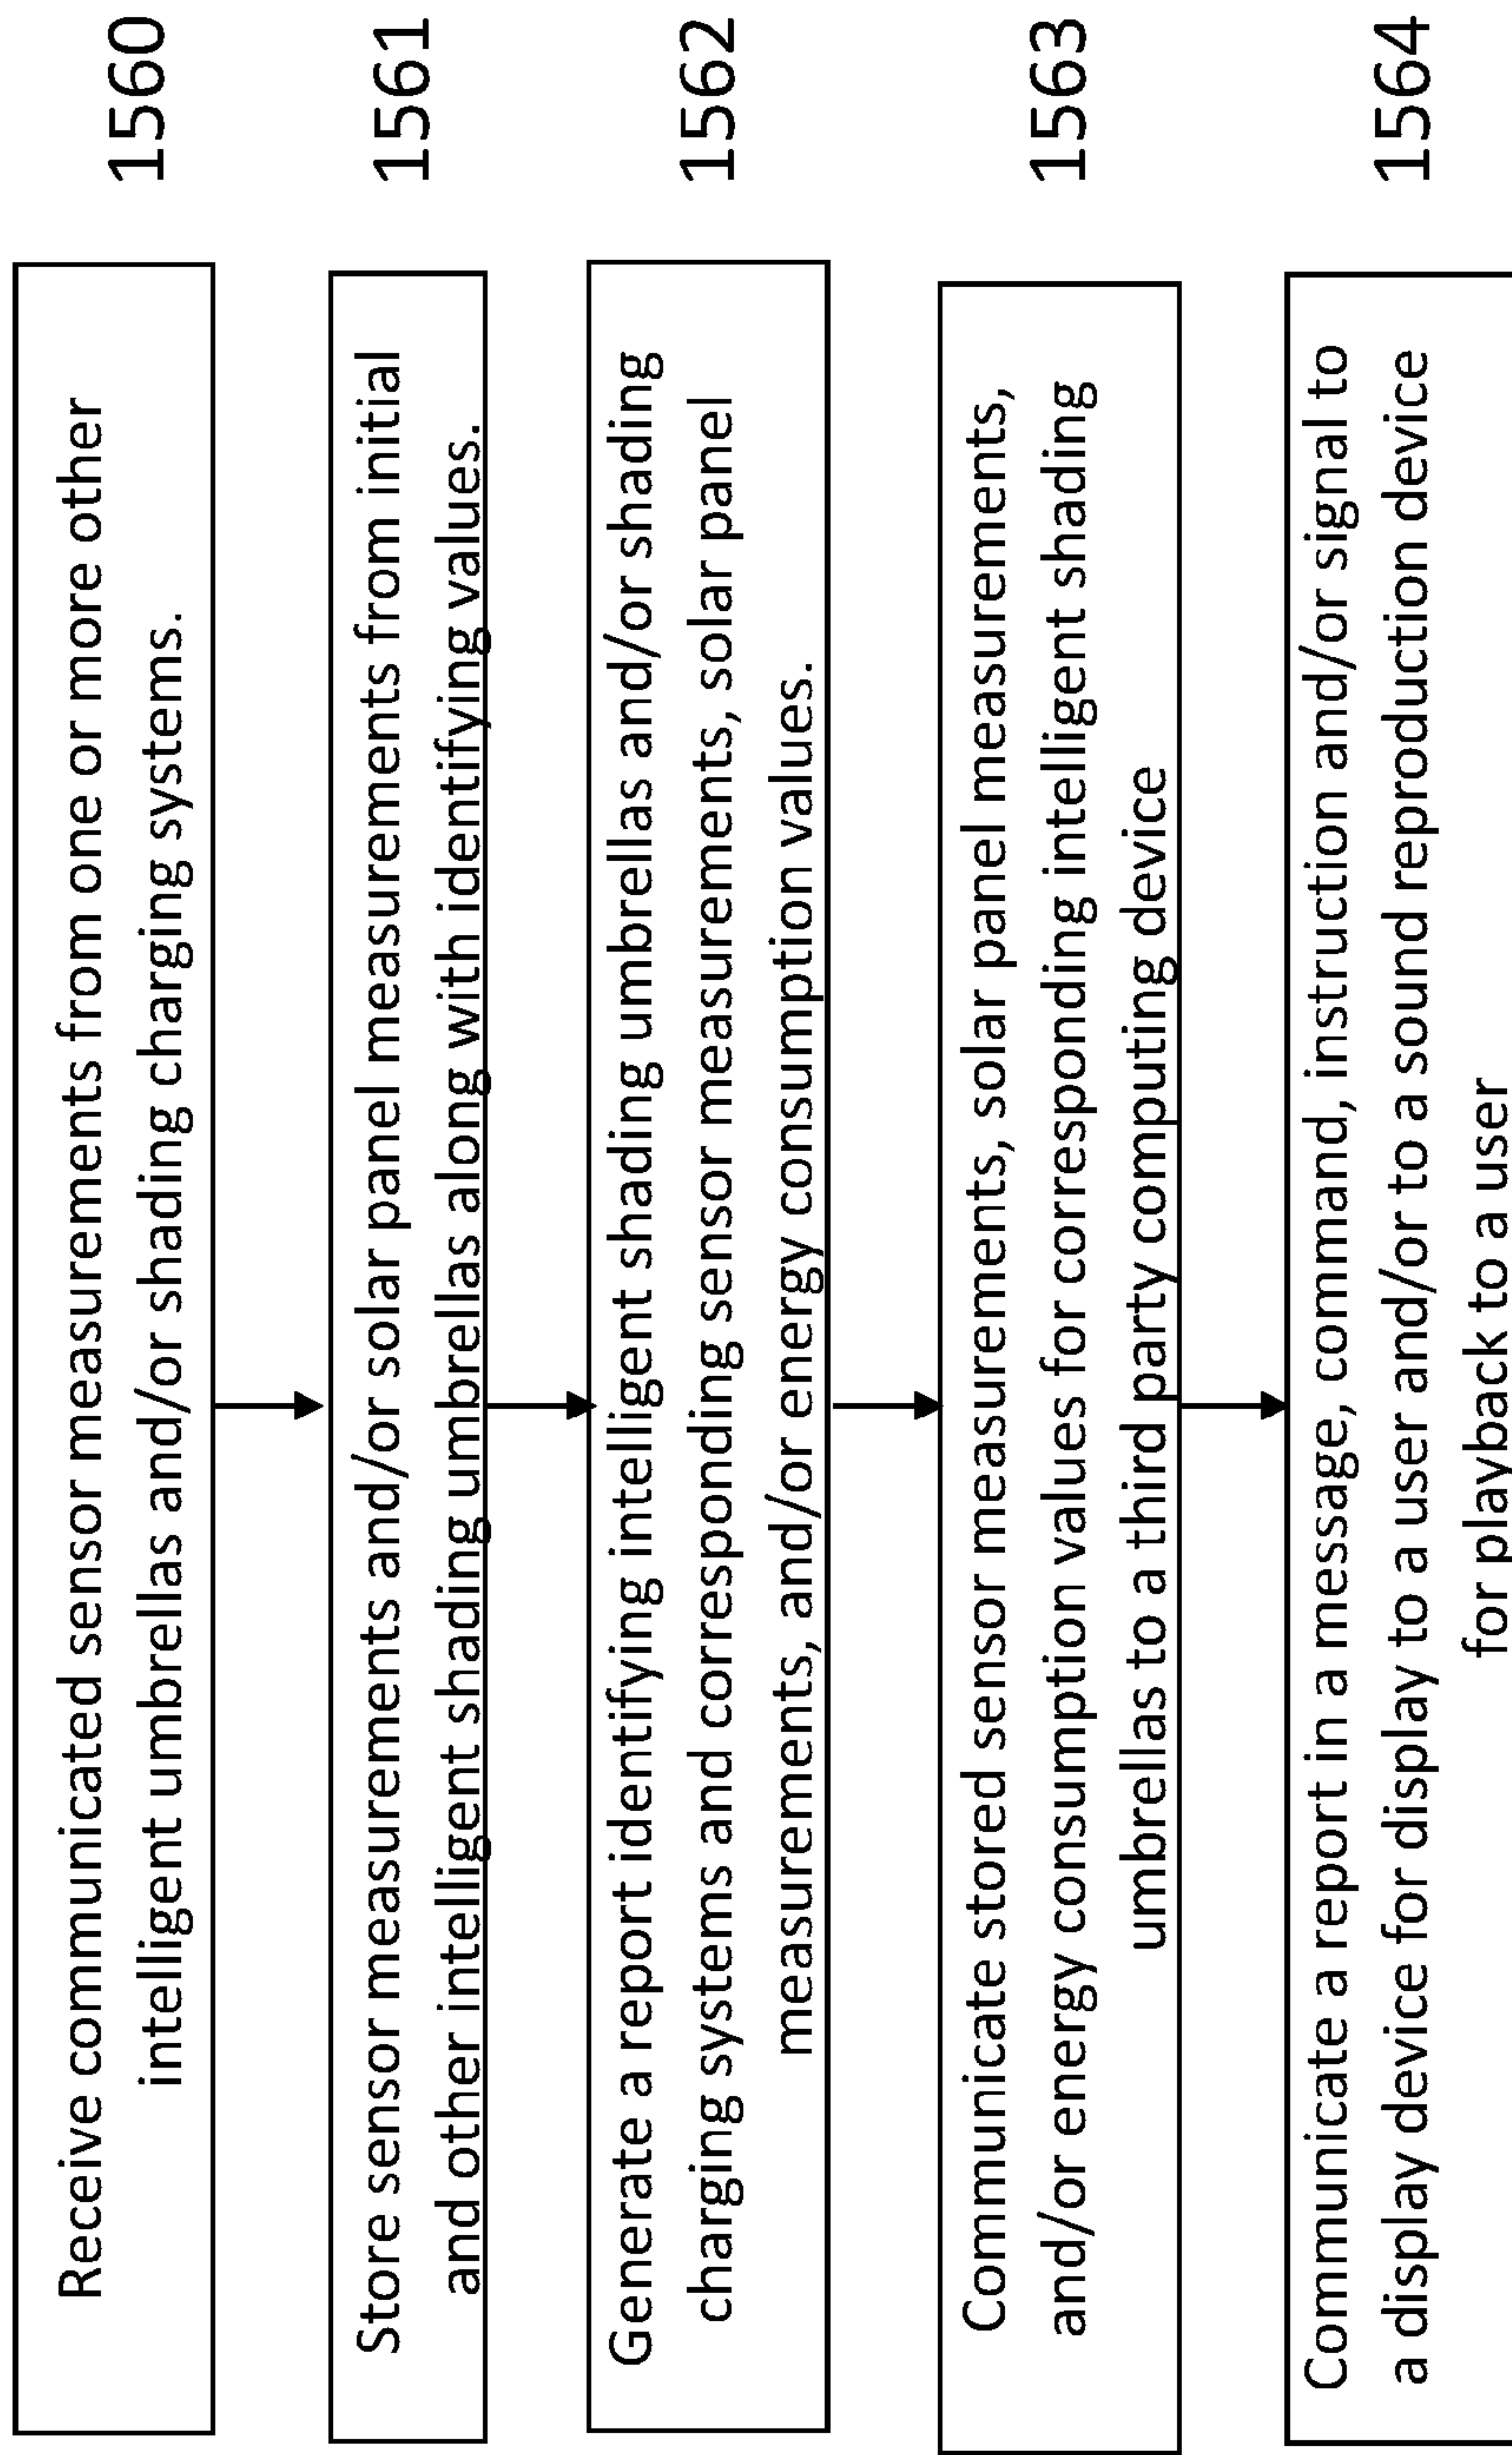 Receive communicated sensor measurements from one or more other
intelligent umbrellas and/or shading charging systems.
1560
Store sensor measurements and/or solar panel measurements from initial
and other intelligent shading umbrellas along with identifying values.
1561
Generate a report identifying intelligent shading umbrellas and/or shading
charging systems and corresponding sensor measurements, solar panel
measurements, and/or energy consumption values.
1562
Communicate stored sensor measurements, solar panel measurements,
and/or energy consumption values for corresponding intelligent shading
umbrellas to a third party computing device
1563
Communicate a report in a message, command, instruction and/or signal to
a display device for display to a user and/or to a sound reproduction device
for playback to a user
1564